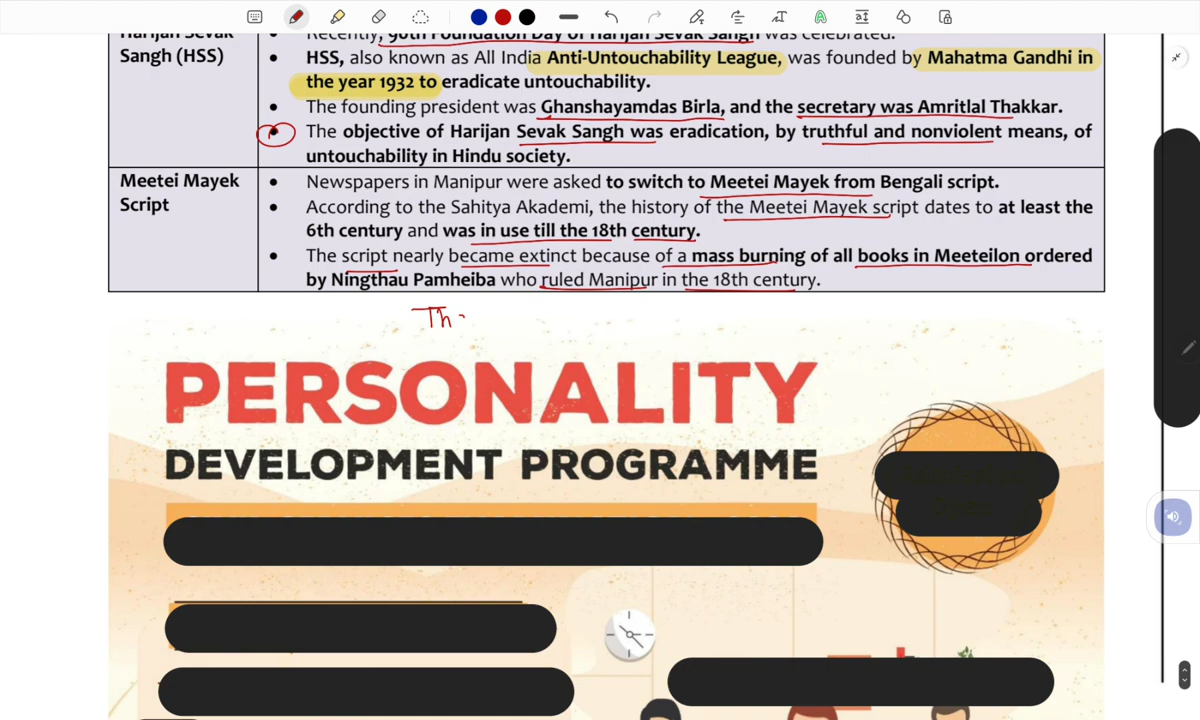 Harijan Sevak
Recently, 90th Foundation Day of Harijan Sevak Sangh was celebrated.
Sangh (HSS)
• HSS, also known as All India Anti-Untouchability League, was founded by Mahatma Gandhi in
the year 1932 to eradicate untouchability.
• The founding president was Ghanshayamdas Birla, and the secretary was Amritlal Thakkar.
• The objective of Harijan Sevak Sangh was eradication, by truthful and nonviolent means, of
untouchability in Hindu society.
Meetei Mayek
Script
• Newspapers in Manipur were asked to switch to Meetei Mayek from Bengali script.
• According to the Sahitya Akademi, the history of the Meetei Mayek script dates to at least the
6th century and was in use till the 18th century.
• The script nearly became extinct because of a mass burning of all books in Meeteilon ordered
by Ningthau Pamheiba who ruled Manipur in the 18th century.
Th
PERSONALITY
DEVELOPMENT PROGRAMME